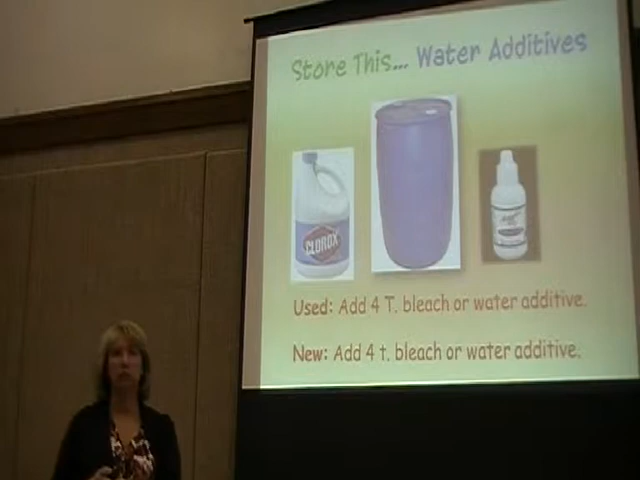 Store This... Water Additives
CLOROX
Used: Add 4 T. bleach or water additive.
New: Add 4 t. bleach or water additive.